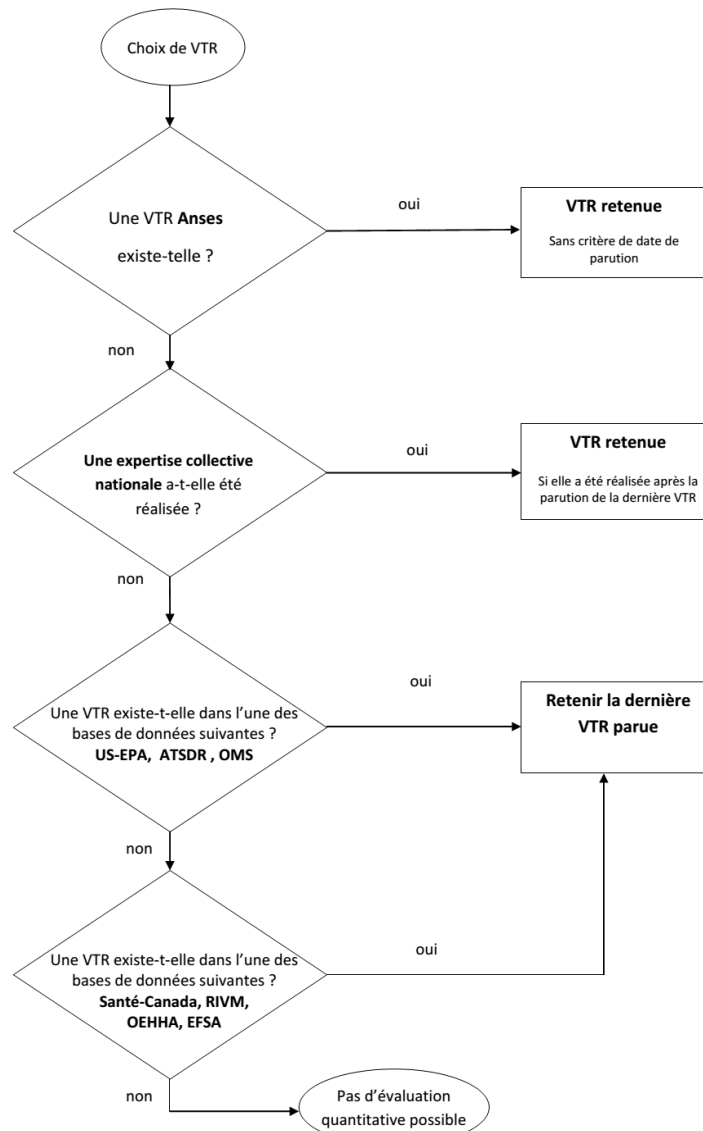 Choix de VTR
oui
Une VTR Anses
existe-telle ?
VTR retenue
Sans critère de date de
parution
non
oui
Une expertise collective
nationale a-t-elle été
réalisée ?
VTR retenue
Si elle a été réalisée après la
parution de la dernière VTR
non
oui
Une VTR existe-t-elle dans l’une des
bases de données suivantes ?
US-EPA, ATSDR , OMS
Retenir la dernière
VTR parue
non
oui
Une VTR existe-t-elle dans l’une des
bases de données suivantes ?
Santé-Canada, RIVM,
OEHHA, EFSA
non
Pas d’évaluation
quantitative possible